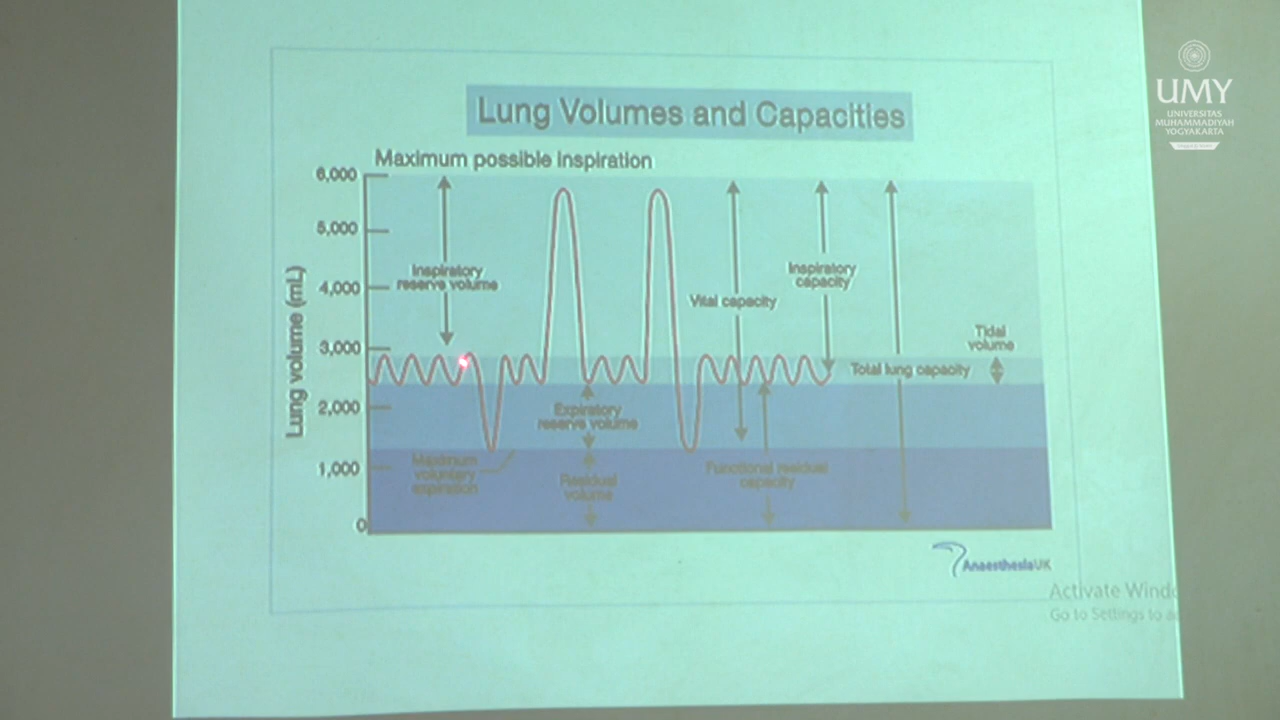 UMY
UNIVERSITAS
MUHAMMADIYAH
YOGYAKARTA
Lung Volumes and Capacities
Maximum possible inspiration
6,000
5,000
4,000
3,000
2,000
1,000
0
Lung volume (mL)
Inspiratory
reserve volume
Vital capacity
Inspiratory
capacity
Tidal
volume
Total lung capacity
Expiratory
reserve volume
Maximum
voluntary
expiration
Residual
volume
Functional residual
capacity
AnaesthesiaUK
Activate Windo
Go to Settings to a